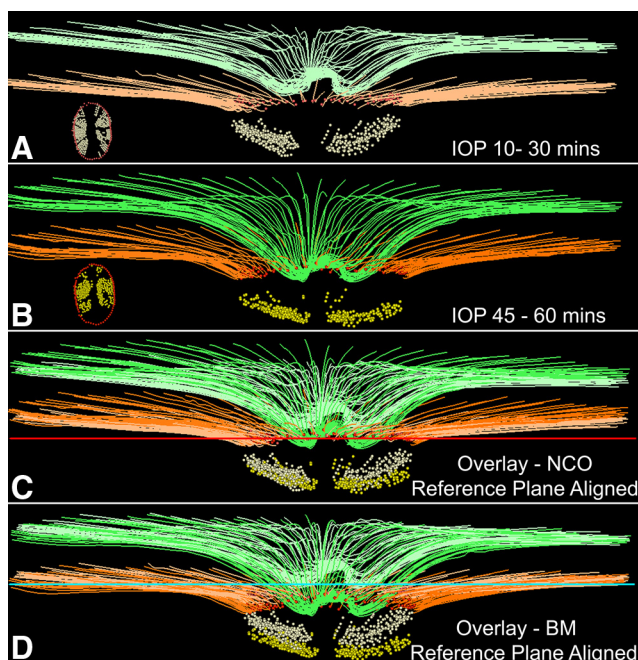 A
IOP 10- 30 mins
B
IOP 45 - 60 mins
C
Overlay - NCO
Reference Plane Aligned
D
Overlay - BM
Reference Plane Aligned